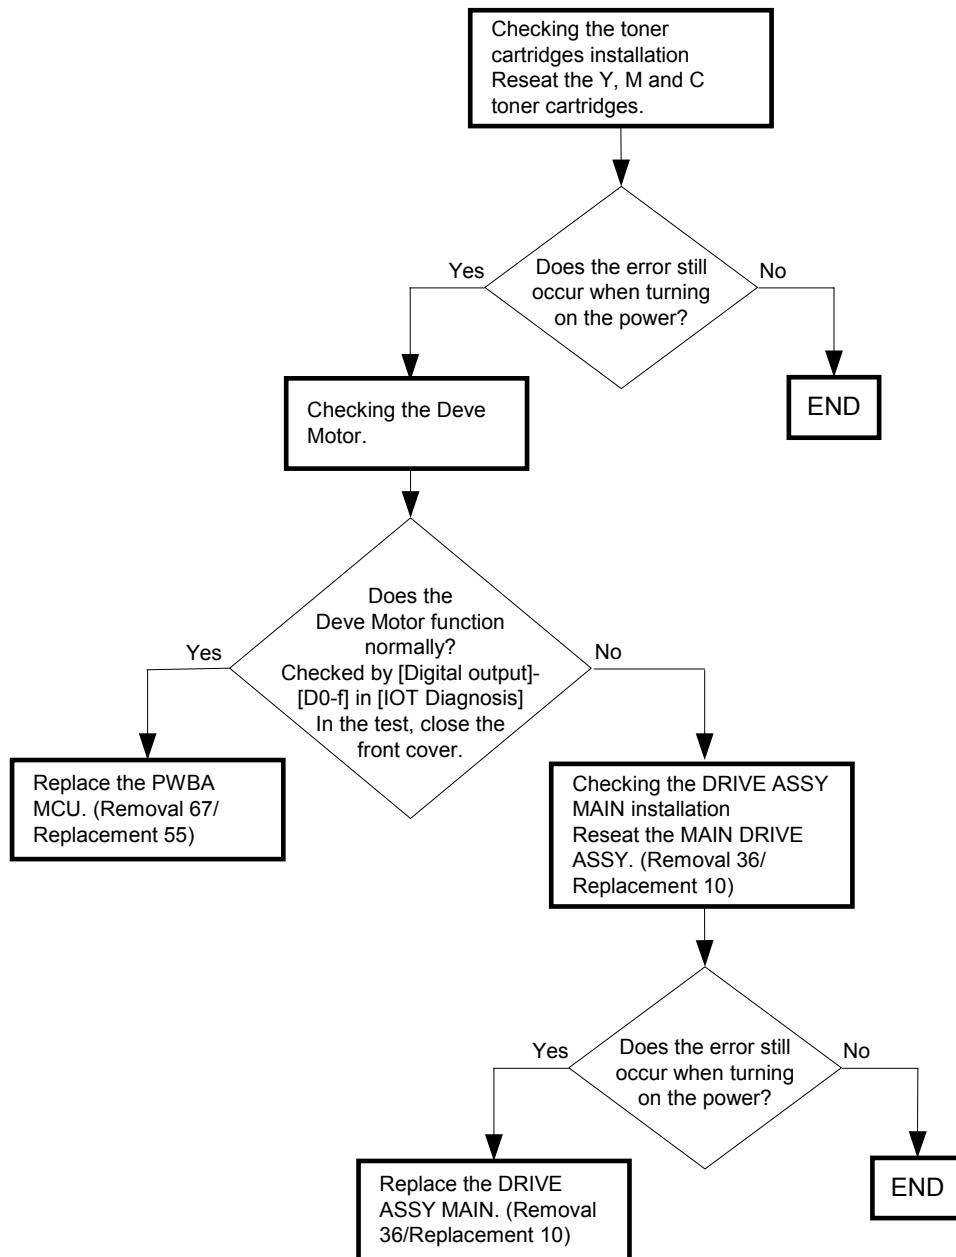 Checking the toner
cartridges installation
Reseat the Y, M and C
toner cartridges.
Does the error still
occur when turning
on the power?
Yes
No
END
Checking the Deve
Motor.
Does the
Deve Motor function
normally?
Checked by [Digital output]-
[D0-f] in [IOT Diagnosis]
In the test, close the
front cover.
Yes
No
Replace the PWBA
MCU. (Removal 67/
Replacement 55)
Checking the DRIVE ASSY
MAIN installation
Reseat the MAIN DRIVE
ASSY. (Removal 36/
Replacement 10)
Does the error still
occur when turning
on the power?
Yes
No
Replace the DRIVE
ASSY MAIN. (Removal
36/Replacement 10)
END